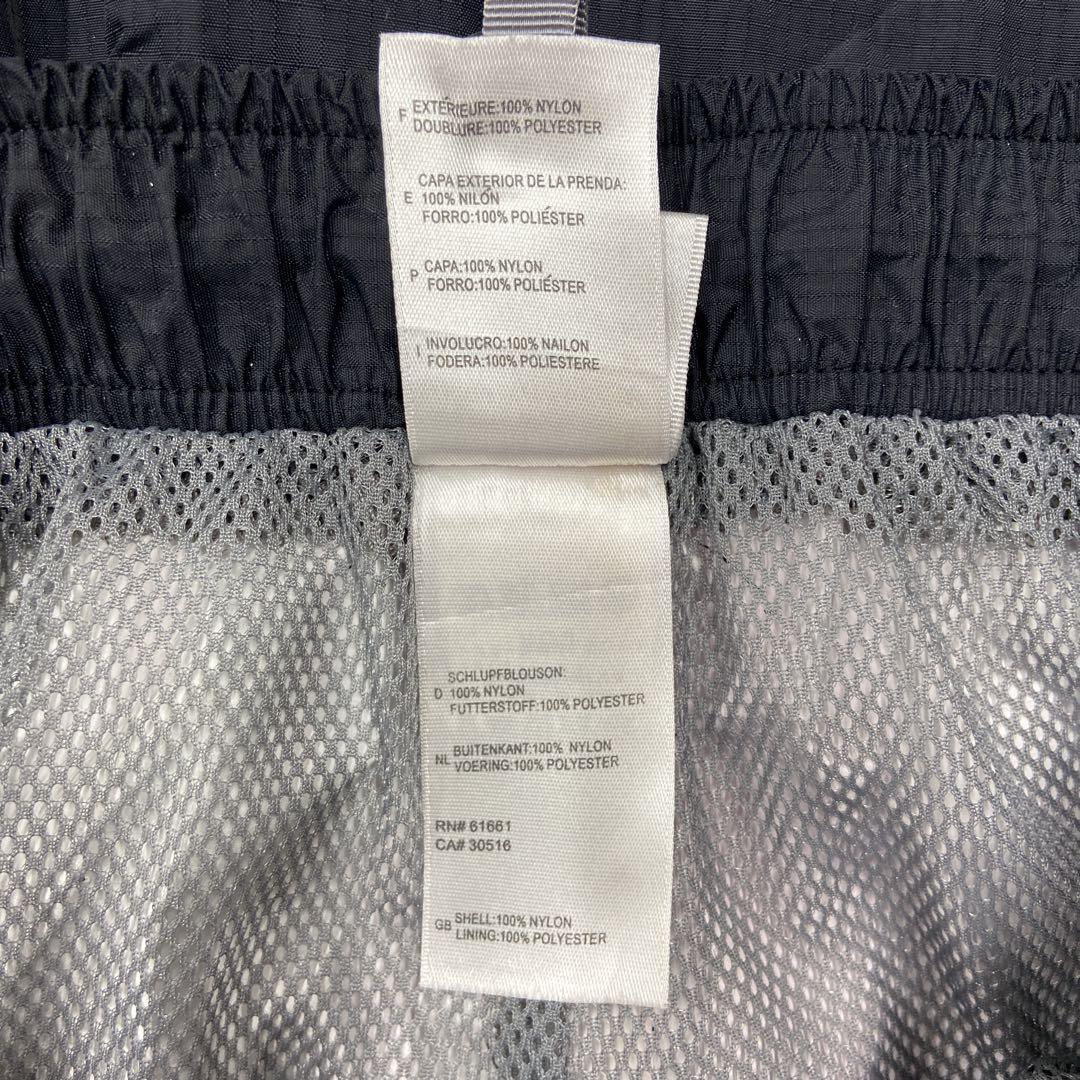 F EXTÉRIEURE:100% NYLON
DOUBLURE:100% POLYESTER
CAPA EXTERIOR DE LA PRENDA:
E 100% NILÓN
FORRO:100% POLIÉSTER
P CAPA:100% NYLON
FORRO:100% POLIÉSTER
I INVOLUCRO:100% NAILON
FODERA:100% POLIESTERE
SCHLUPFBLOUSON:
D 100% NYLON
FUTTERSTOFF:100% POLYESTER
NL BUITENKANT:100% NYLON
VOERING:100% POLYESTER
RN# 61661
CA# 30516
GB SHELL:100% NYLON
LINING:100% POLYESTER